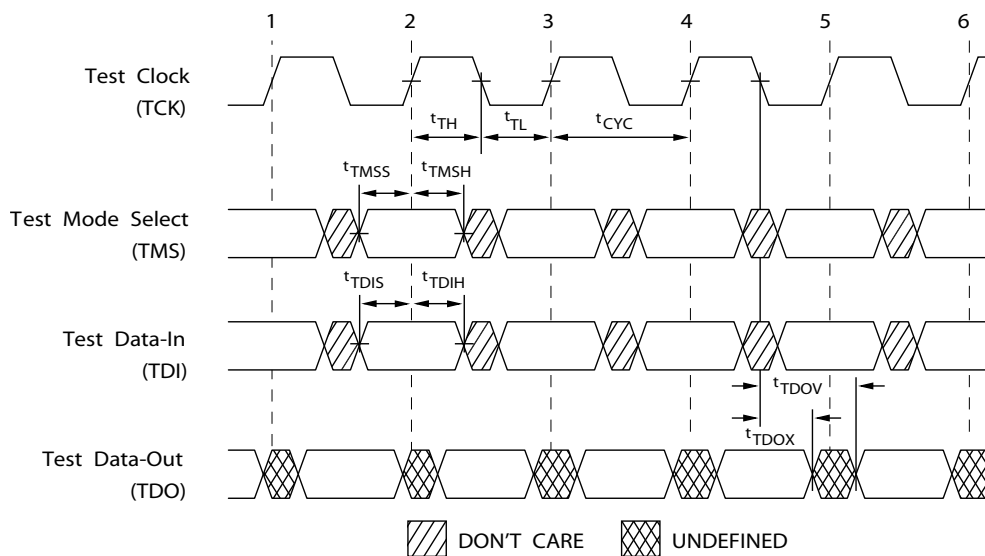 1 2 3 4 5 6
Test Clock
(TCK)
tTH tTL tCYC
tTMSS tTMSH
Test Mode Select
(TMS)
tTDIS tTDIH
Test Data-In
(TDI)
tTDOV
tTDOX
Test Data-Out
(TDO)
DON'T CARE UNDEFINED